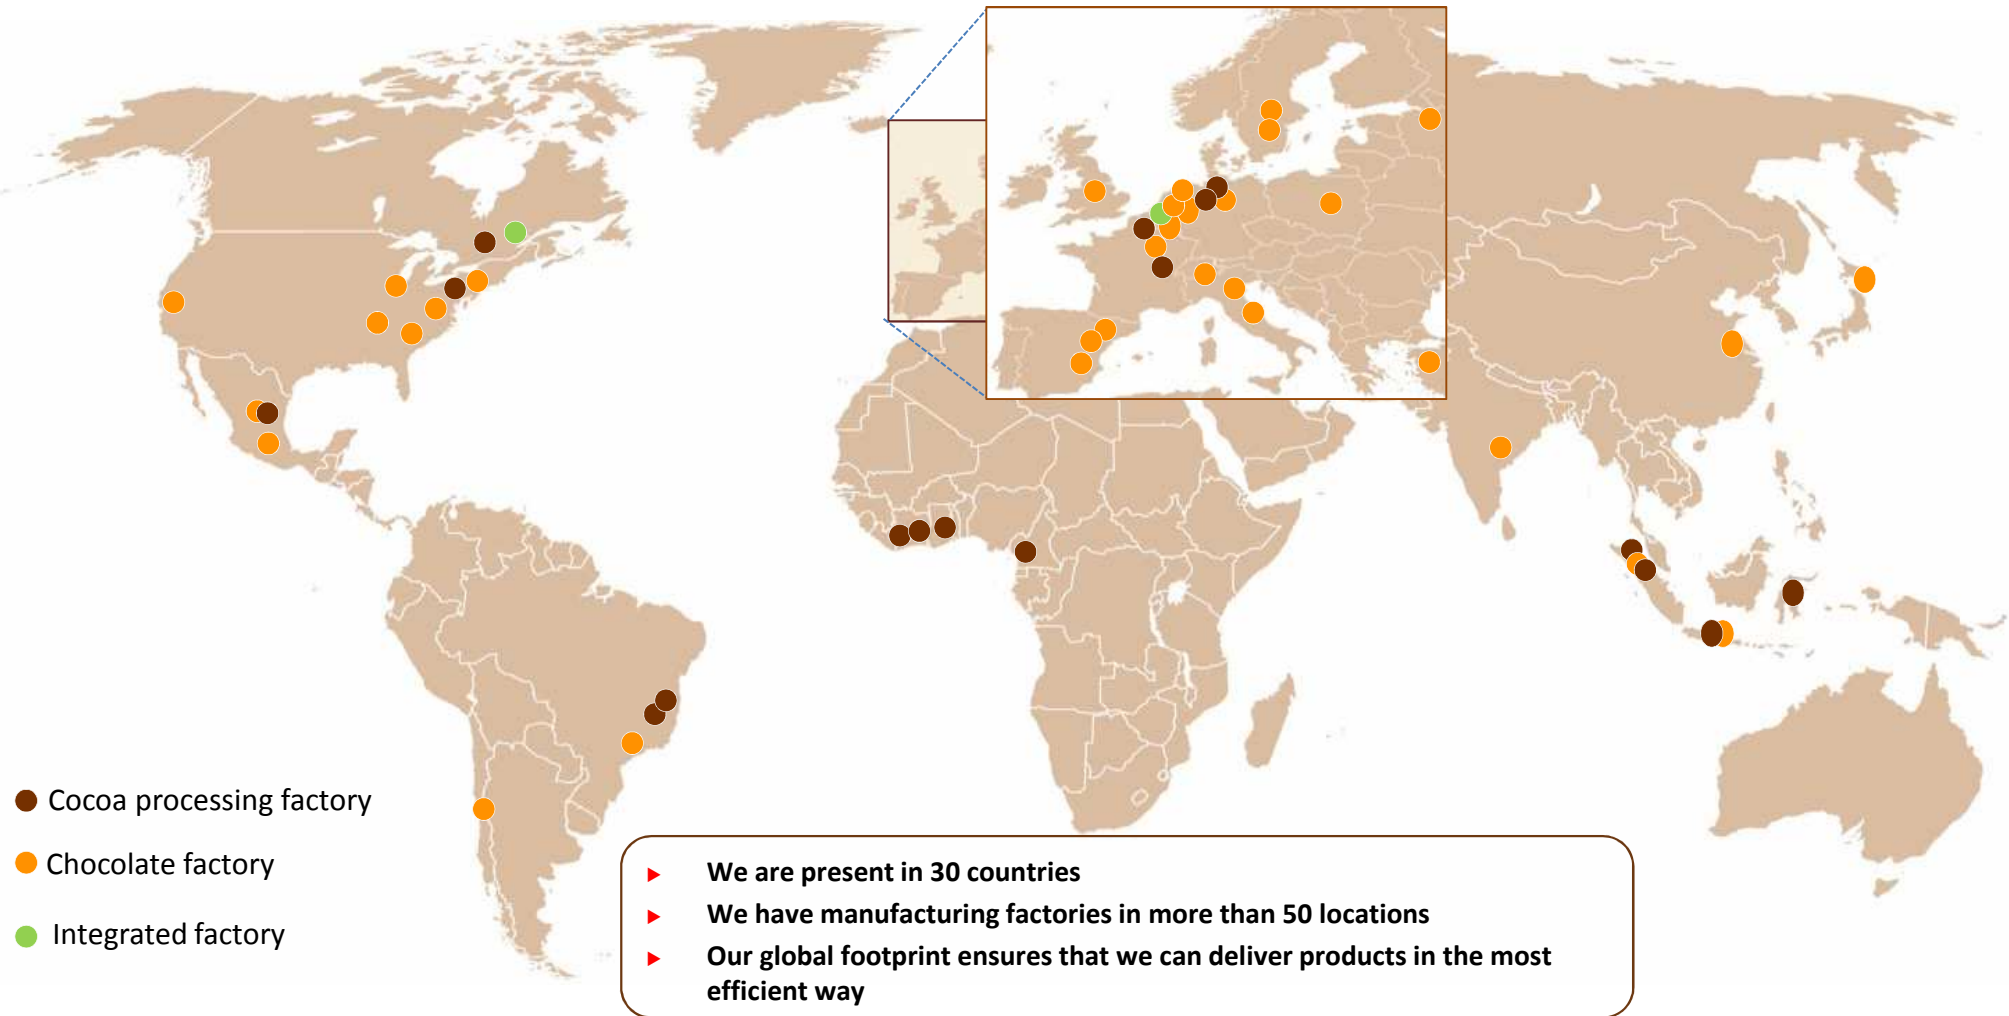 Cocoa processing factory
Chocolate factory
Integrated factory
We are present in 30 countries
We have manufacturing factories in more than 50 locations
Our global footprint ensures that we can deliver products in the most
efficient way